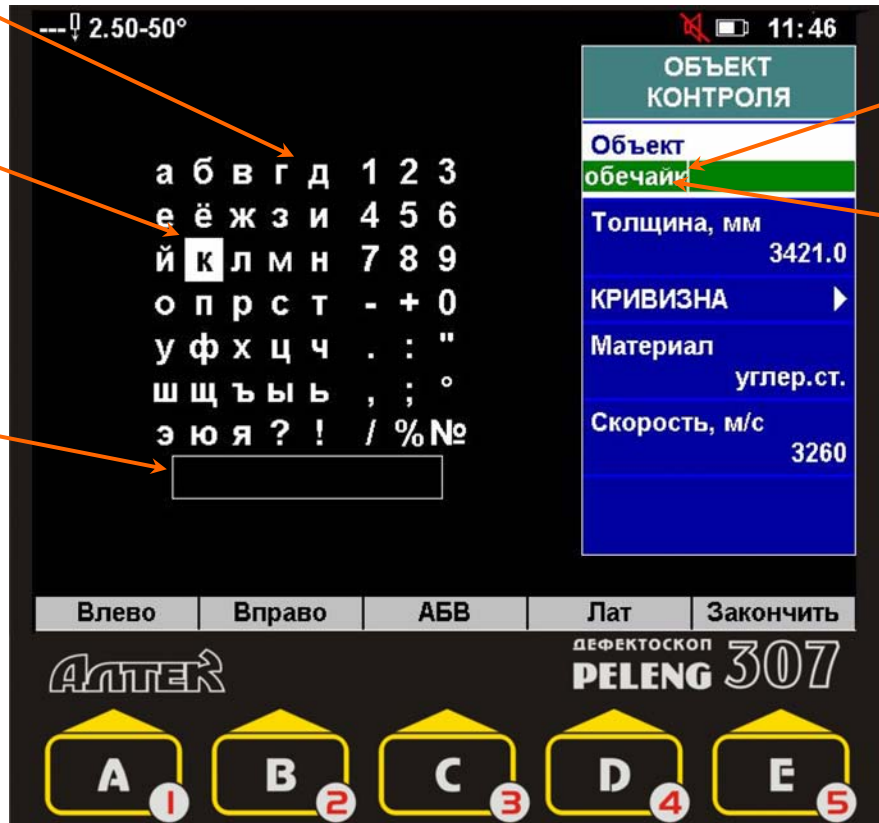 --- 2.50-50° 11:46
ОБЪЕКТ
КОНТРОЛЯ
Объект
обечайк
Толщина, мм
3421.0
КРИВИЗНА
Материал
углер.ст.
Скорость, м/с
3260
а б в г д 1 2 3
е ё ж з и 4 5 6
й к л м н 7 8 9
о п р с т - + 0
у ф х ц ч . : "
ш щ ъ ы ь , ; °
э ю я ? ! / % №
Влево Вправо АБВ Лат Закончить
Алтек
ДЕФЕКТОСКОП
PELENG 307
A B C D E
1 2 3 4 5